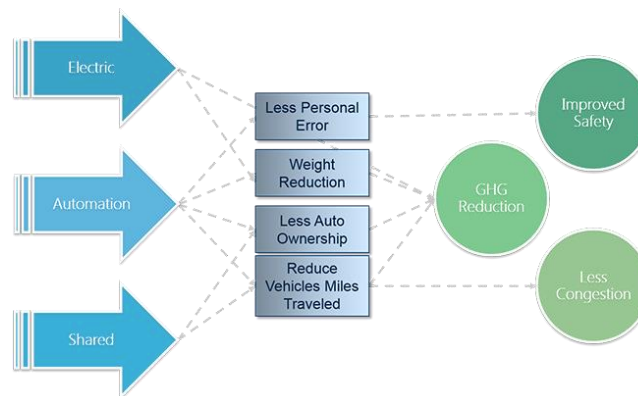 Electric
Automation
Shared
Less Personal
Error
Weight
Reduction
Less Auto
Ownership
Reduce
Vehicles Miles
Traveled
GHG
Reduction
Improved
Safety
Less
Congestion